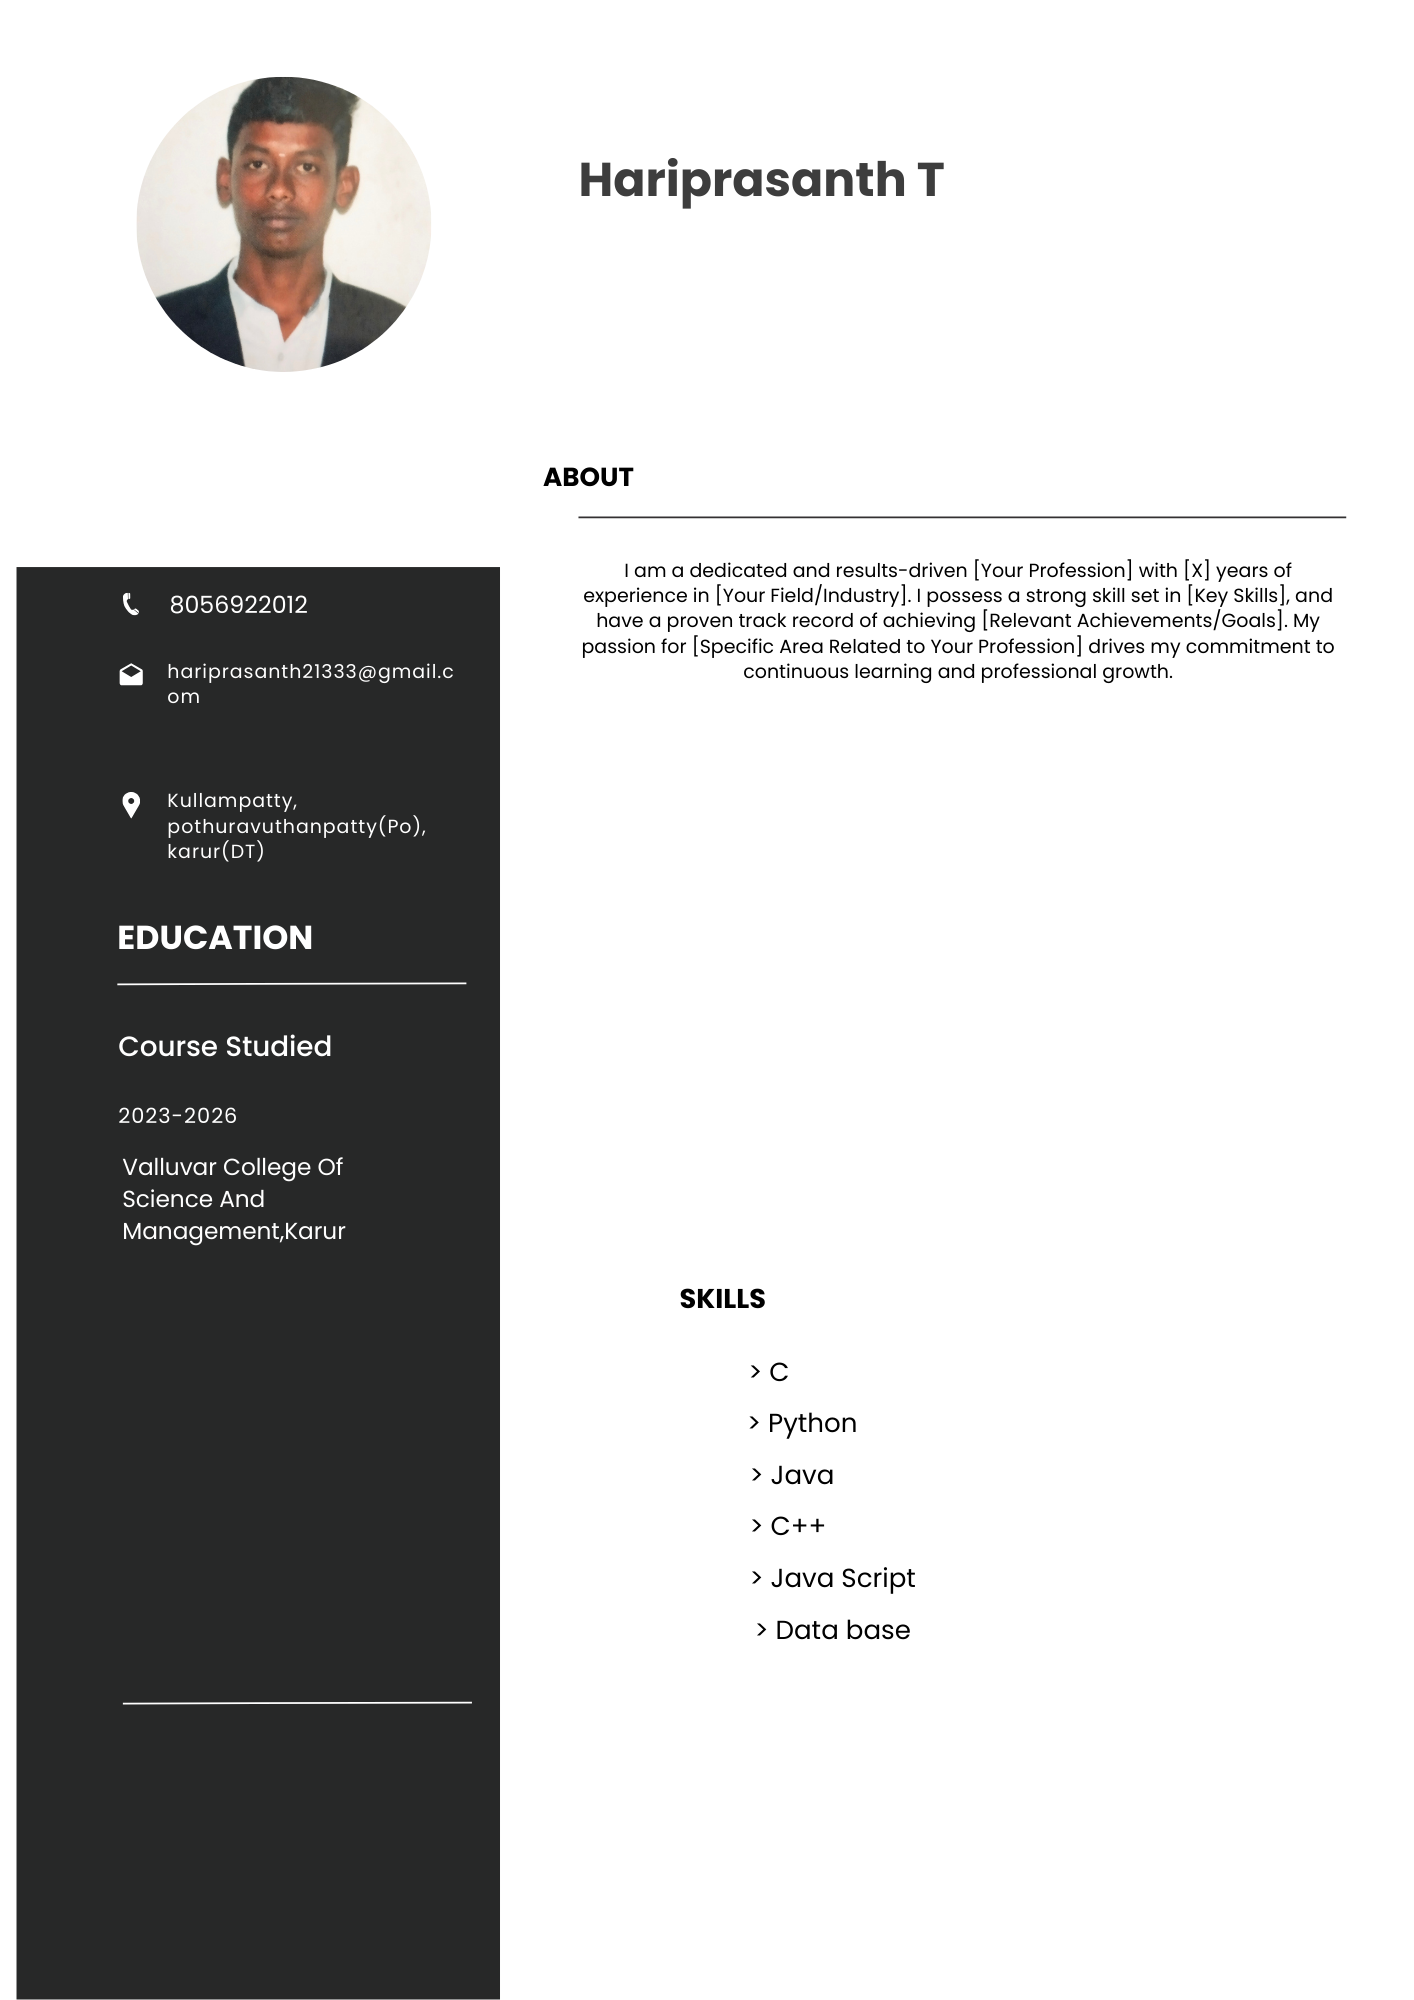 Hariprasanth T
ABOUT
I am a dedicated and results-driven [Your Profession] with [X] years of
experience in [Your Field/Industry]. I possess a strong skill set in [Key Skills], and
have a proven track record of achieving [Relevant Achievements/Goals]. My
passion for [Specific Area Related to Your Profession] drives my commitment to
continuous learning and professional growth.
8056922012
hariprasanth21333@gmail.c
om
Kullampatty,
pothuravuthanpatty(Po),
karur(DT)
EDUCATION
Course Studied
2023-2026
Valluvar College Of
Science And
Management,Karur
SKILLS
> C
> Python
> Java
> C++
> Java Script
> Data base